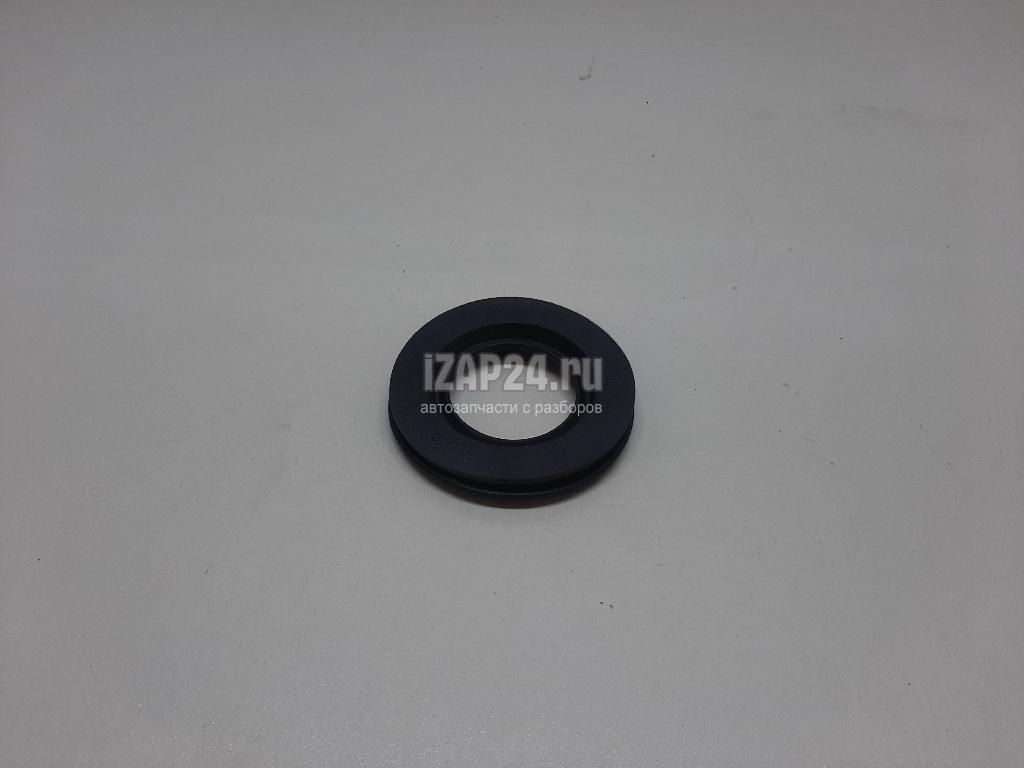 iZAP24.ru
автозапчасти с разборов